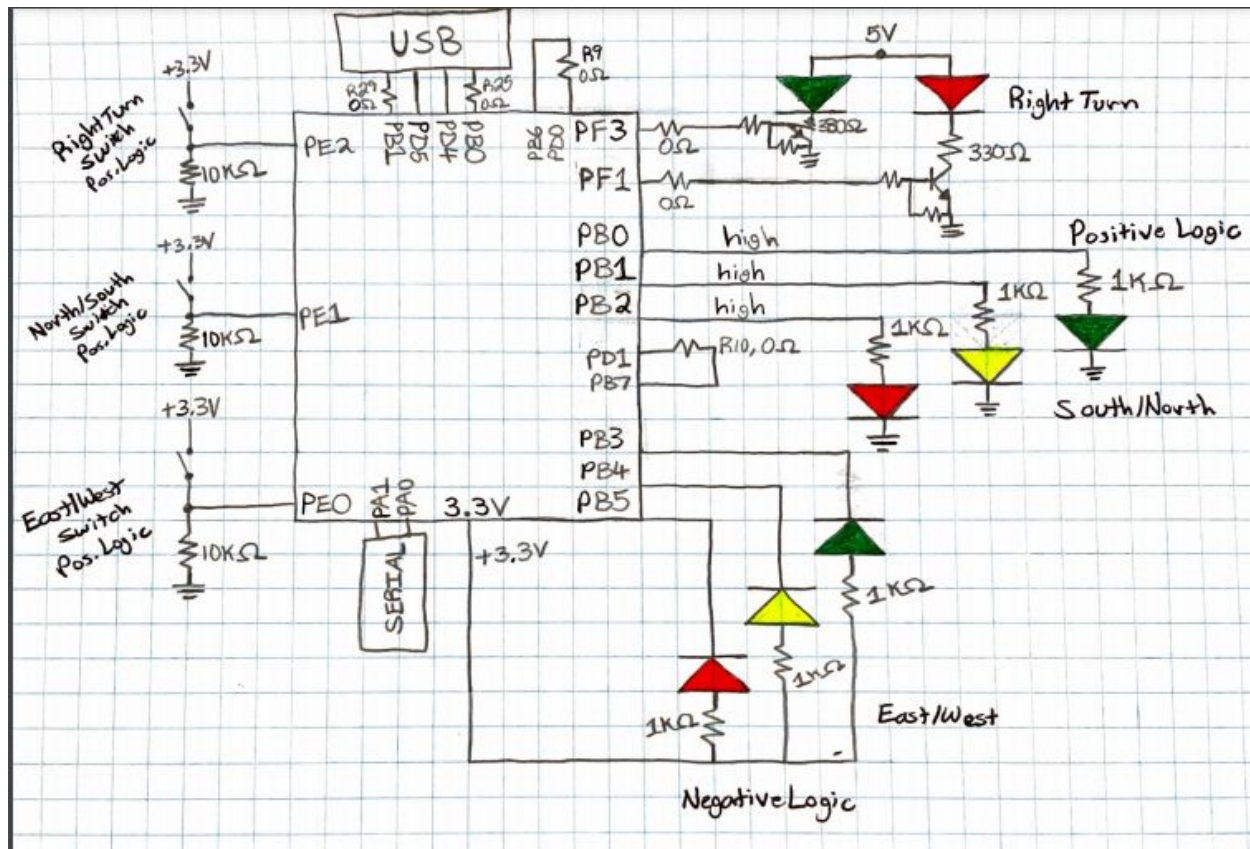 USB
R29
0Ω
R25
0Ω
R9
0Ω
5V
+3.3V
Right Turn
Switch
Pos. Logic
10KΩ
PE2
PB1
PD5
PD4
PB0
PB6
PD0
PF3
0Ω
330Ω
Right Turn
330Ω
PF1
0Ω
+3.3V
North/South
Switch
Pos. Logic
10KΩ
PE1
PB0
high
Positive Logic
PB1
high
1KΩ
1KΩ
PB2
high
1KΩ
PD1
R10, 0Ω
PB7
South/North
+3.3V
East/West
Switch
Pos. Logic
10KΩ
PE0
PA1
PA0
3.3V
+3.3V
SERIAL
PB3
PB4
PB5
1KΩ
1KΩ
1KΩ
East/West
Negative Logic